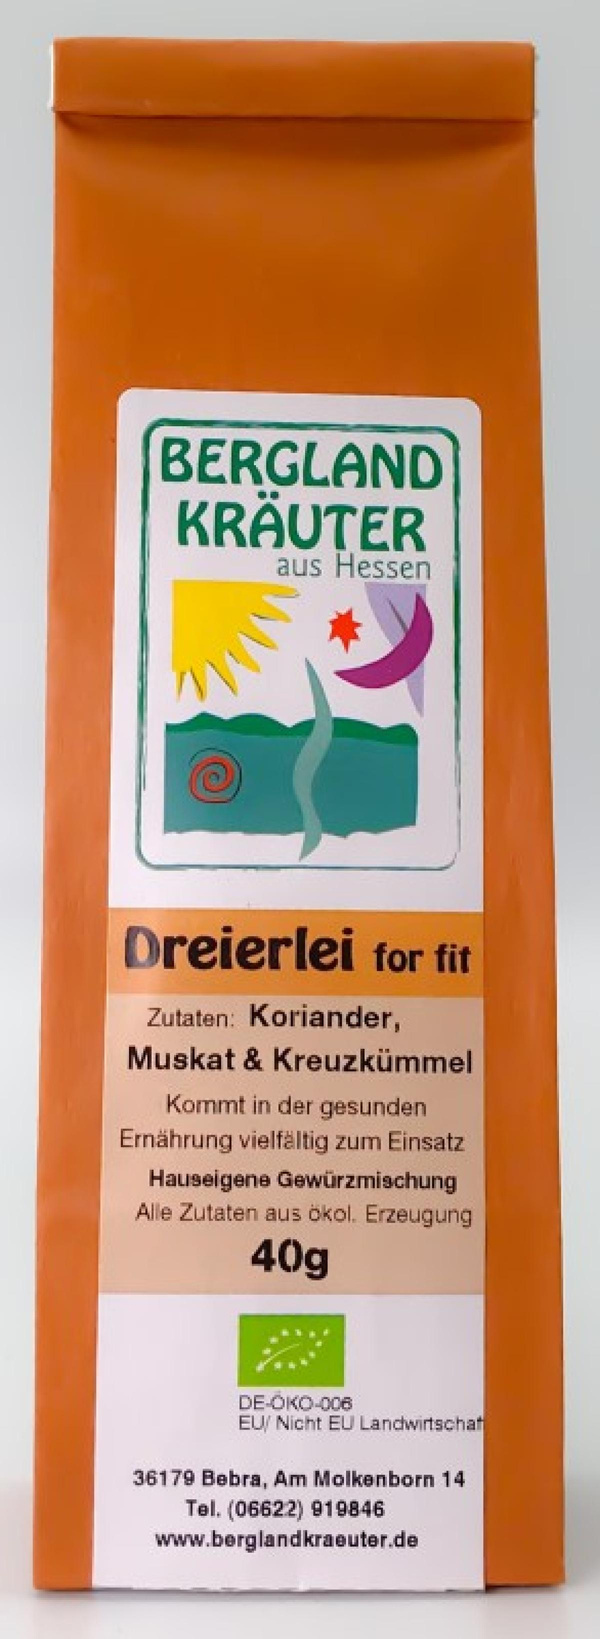 BERGLAND
KRÄUTER
aus Hessen
Dreierlei for fit
Zutaten: Koriander,
Muskat & Kreuzkümmel
Kommt in der gesunden
Ernährung vielfältig zum Einsatz
Hauseigene Gewürzmischung
Alle Zutaten aus ökol. Erzeugung
40g
DE-ÖKO-006
EU/ Nicht EU Landwirtschaf
36179 Bebra, Am Molkenborn 14
Tel. (06622) 919846
www.berglandkraeuter.de